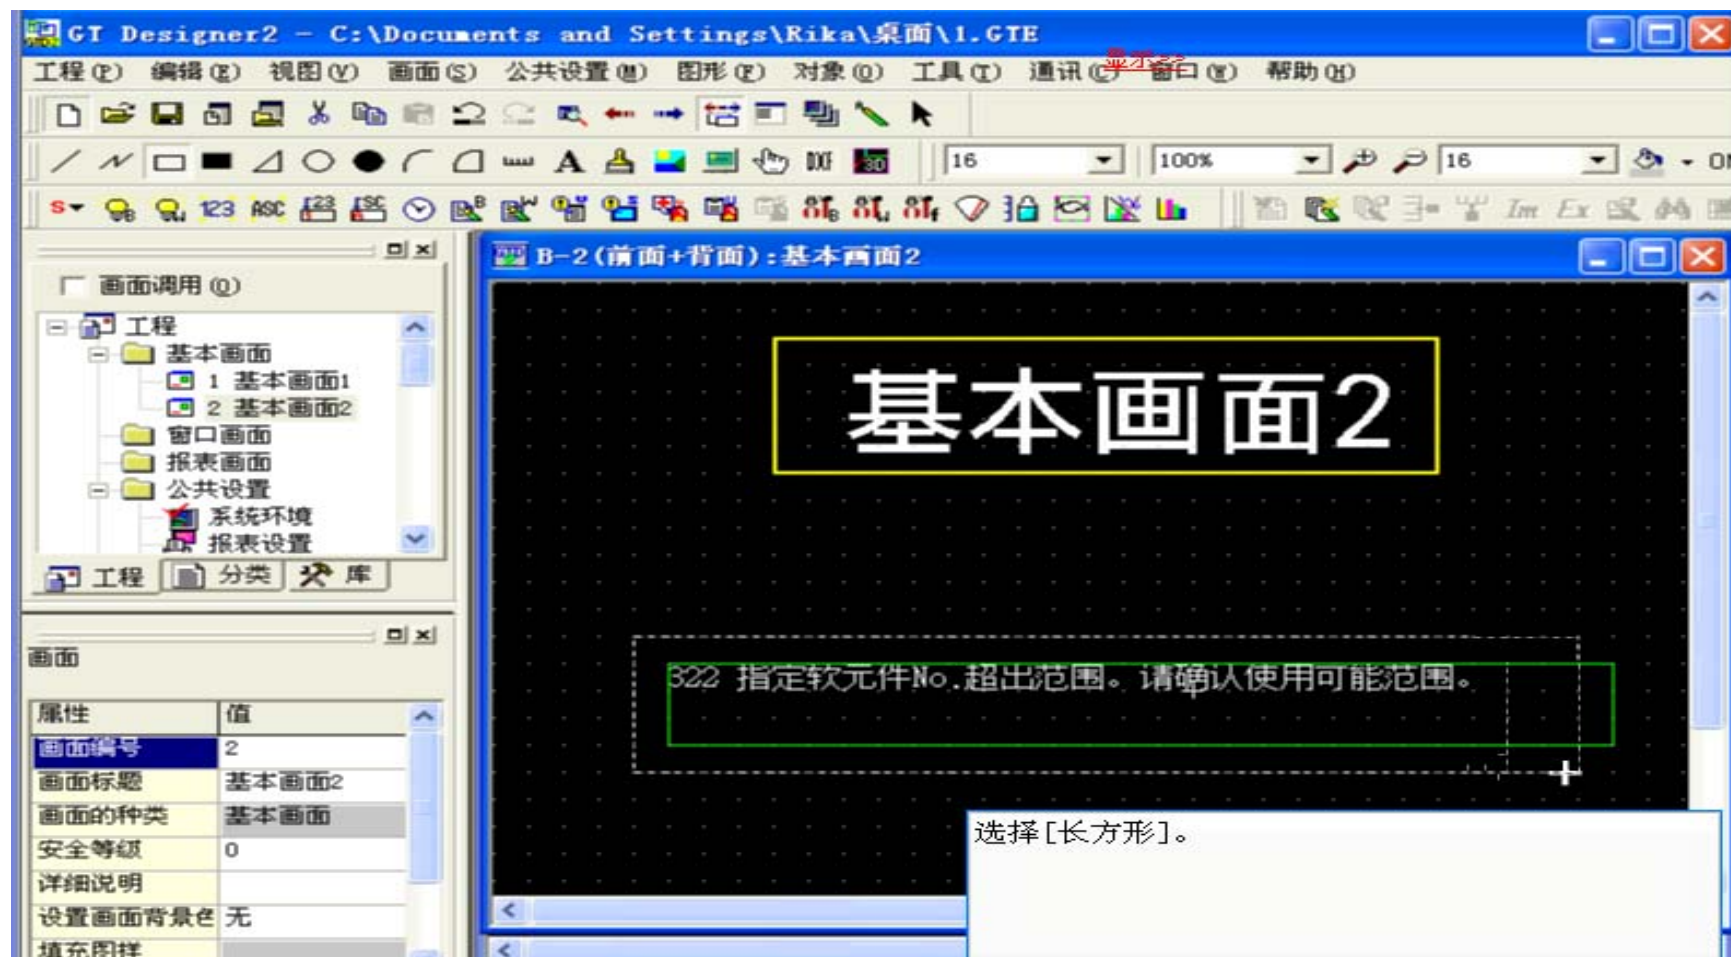 GT Designer2 - C:\Documents and Settings\Rika\桌面\1.GTE
工程(P) 编辑(E) 视图(V) 画面(S) 公共设置(M) 图形(F) 对象(O) 工具(T) 通讯(C) 窗口(W) 帮助(H)
显示>>
16 100% 16
123 ASC
画面调用(Q)
工程
基本画面
1 基本画面1
2 基本画面2
窗口画面
报表画面
公共设置
系统环境
报表设置
工程 分类 库
画面
属性 值
画面编号 2
画面标题 基本画面2
画面的种类 基本画面
安全等级 0
详细说明
设置画面背景色 无
填充图样
B-2(前面+背面):基本画面2
基本画面2
322 指定软元件No.超出范围。请确认使用可能范围。
选择[长方形]。